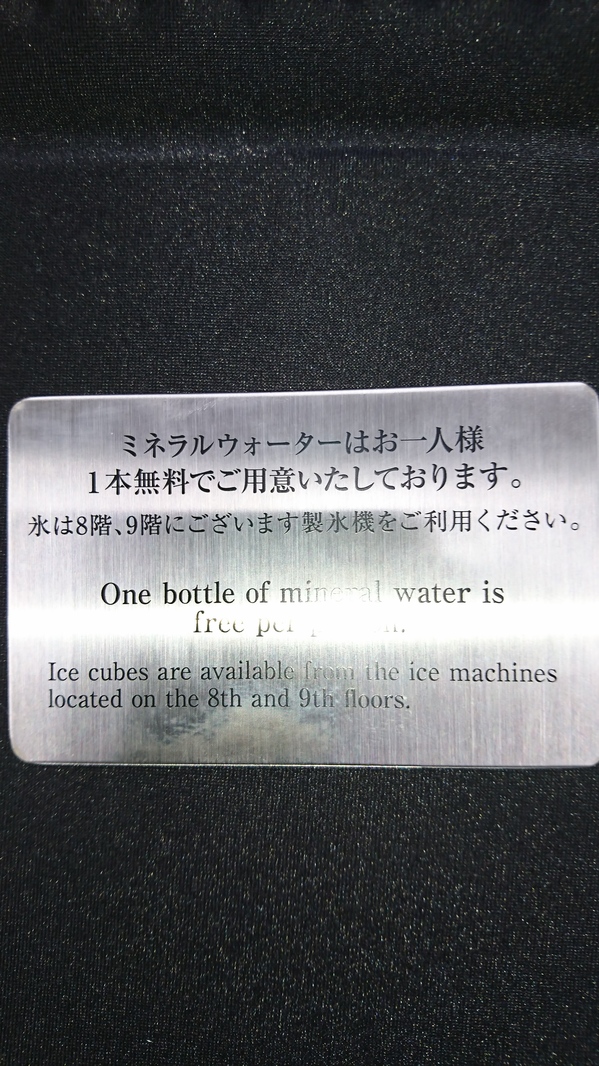 ミネラルウォーターはお一人様
1本無料でご用意いたしております。
氷は8階、9階にございます製氷機をご利用ください。
One bottle of mineral water is
free per person.
Ice cubes are available from the ice machines
located on the 8th and 9th floors.